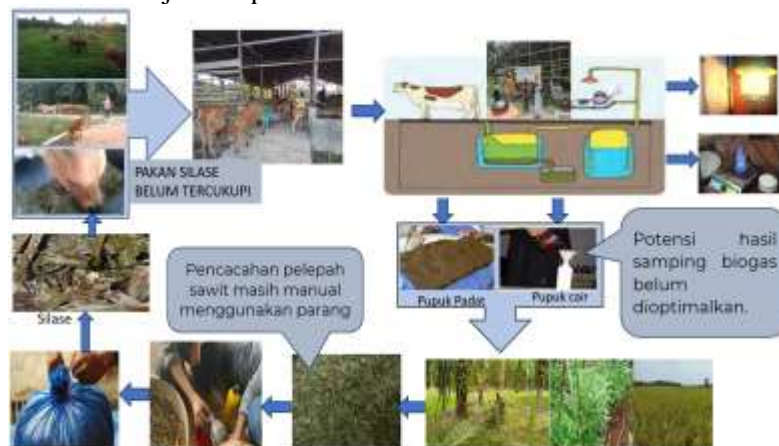 PAKAN SILASE
BELUM TERCUKUPI
Silase
Pencacahan pelepah
sawit masih manual
menggunakan parang
Pupuk Padat
Pupuk cair
Potensi hasil
samping biogas
belum
dioptimalkan.